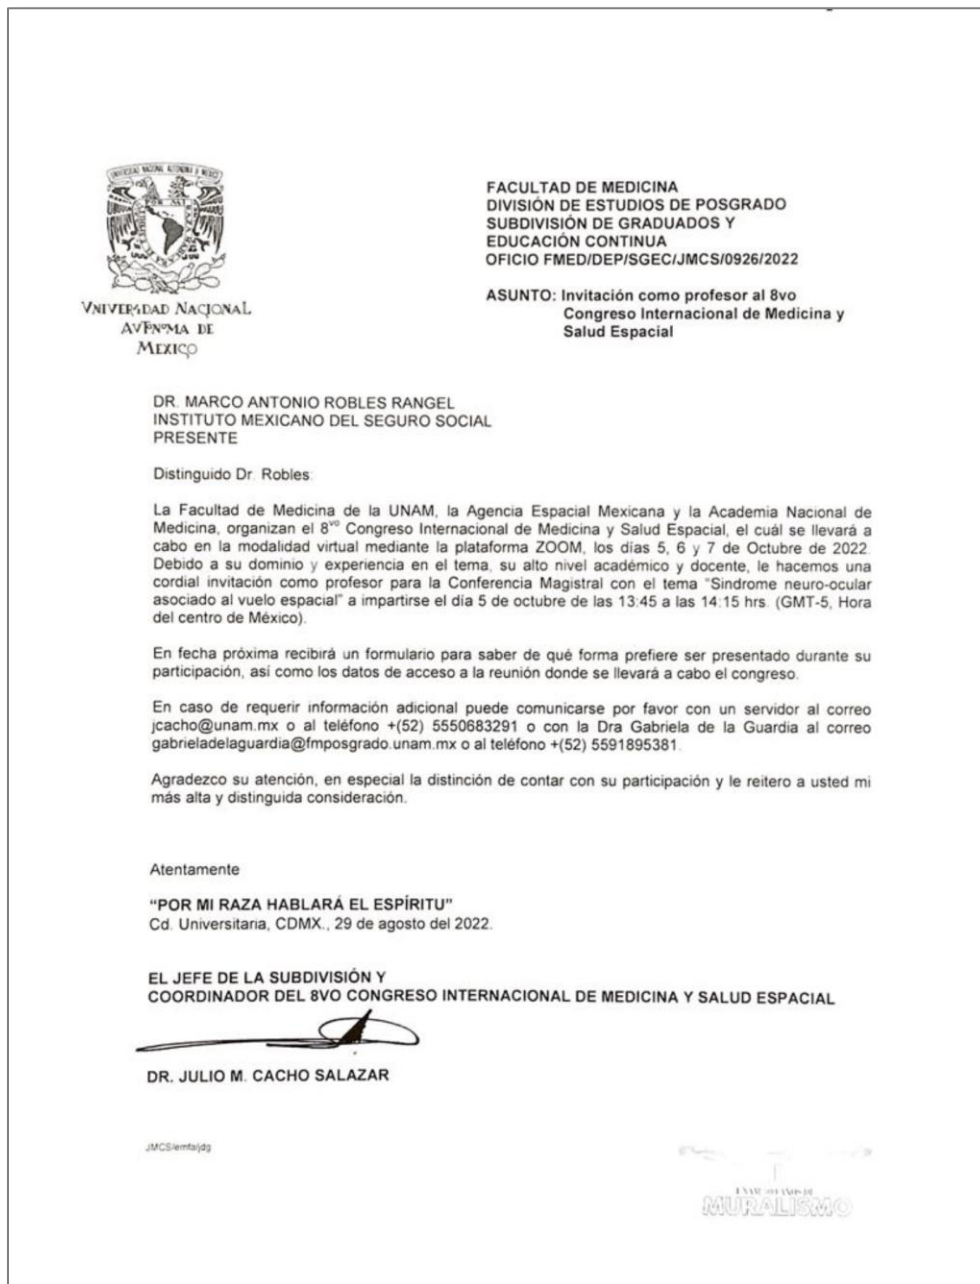 VNIVERSDAD NACIONAL
AVTNOMA DE
MEXICO
FACULTAD DE MEDICINA
DIVISIÓN DE ESTUDIOS DE POSGRADO
SUBDIVISIÓN DE GRADUADOS Y
EDUCACIÓN CONTINUA
OFICIO FMED/DEP/SGEC/JMCS/0926/2022
ASUNTO: Invitación como profesor al 8vo
Congreso Internacional de Medicina y
Salud Espacial
DR. MARCO ANTONIO ROBLES RANGEL
INSTITUTO MEXICANO DEL SEGURO SOCIAL
PRESENTE
Distinguido Dr. Robles:
La Facultad de Medicina de la UNAM, la Agencia Espacial Mexicana y la Academia Nacional de
Medicina, organizan el 8vo Congreso Internacional de Medicina y Salud Espacial, el cuál se llevará a
cabo en la modalidad virtual mediante la plataforma ZOOM, los días 5, 6 y 7 de Octubre de 2022.
Debido a su dominio y experiencia en el tema, su alto nivel académico y docente, le hacemos una
cordial invitación como profesor para la Conferencia Magistral con el tema “Sindrome neuro-ocular
asociado al vuelo espacial” a impartirse el día 5 de octubre de las 13:45 a las 14:15 hrs. (GMT-5, Hora
del centro de México).
En fecha próxima recibirá un formulario para saber de qué forma prefiere ser presentado durante su
participación, así como los datos de acceso a la reunión donde se llevará a cabo el congreso.
En caso de requerir información adicional puede comunicarse por favor con un servidor al correo
jcacho@unam.mx o al teléfono +(52) 5550683291 o con la Dra Gabriela de la Guardia al correo
gabrieladelaguardia@fmposgrado.unam.mx o al teléfono +(52) 5591895381.
Agradezco su atención, en especial la distinción de contar con su participación y le reitero a usted mi
más alta y distinguida consideración.
Atentamente
“POR MI RAZA HABLARÁ EL ESPÍRITU”
Cd. Universitaria, CDMX., 29 de agosto del 2022.
EL JEFE DE LA SUBDIVISIÓN Y
COORDINADOR DEL 8VO CONGRESO INTERNACIONAL DE MEDICINA Y SALUD ESPACIAL
DR. JULIO M. CACHO SALAZAR
JMCS/emfa/jdg
MURALISMO